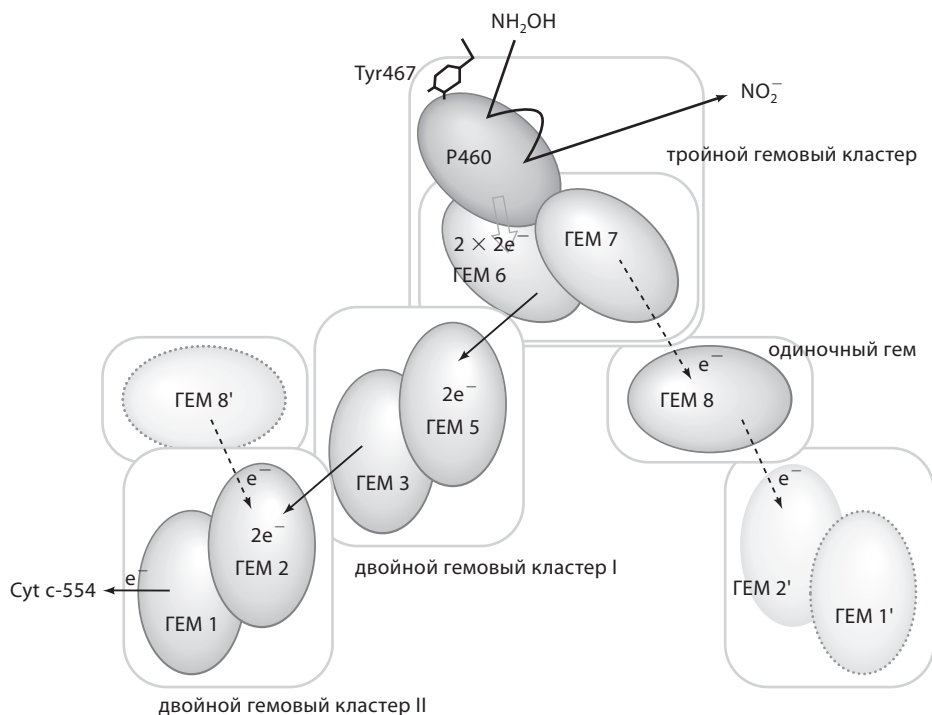 NH₂OH
Tyr467
NO₂⁻
P460
тройной гемовый кластер
2 × 2e⁻
ГЕМ 6
ГЕМ 7
одиночный гем
e⁻
ГЕМ 8
ГЕМ 8'
2e⁻
ГЕМ 5
ГЕМ 3
e⁻
2e⁻
ГЕМ 2
e⁻
ГЕМ 2'
ГЕМ 1'
двойной гемовый кластер I
Cyt c-554
e⁻
ГЕМ 1
двойной гемовый кластер II